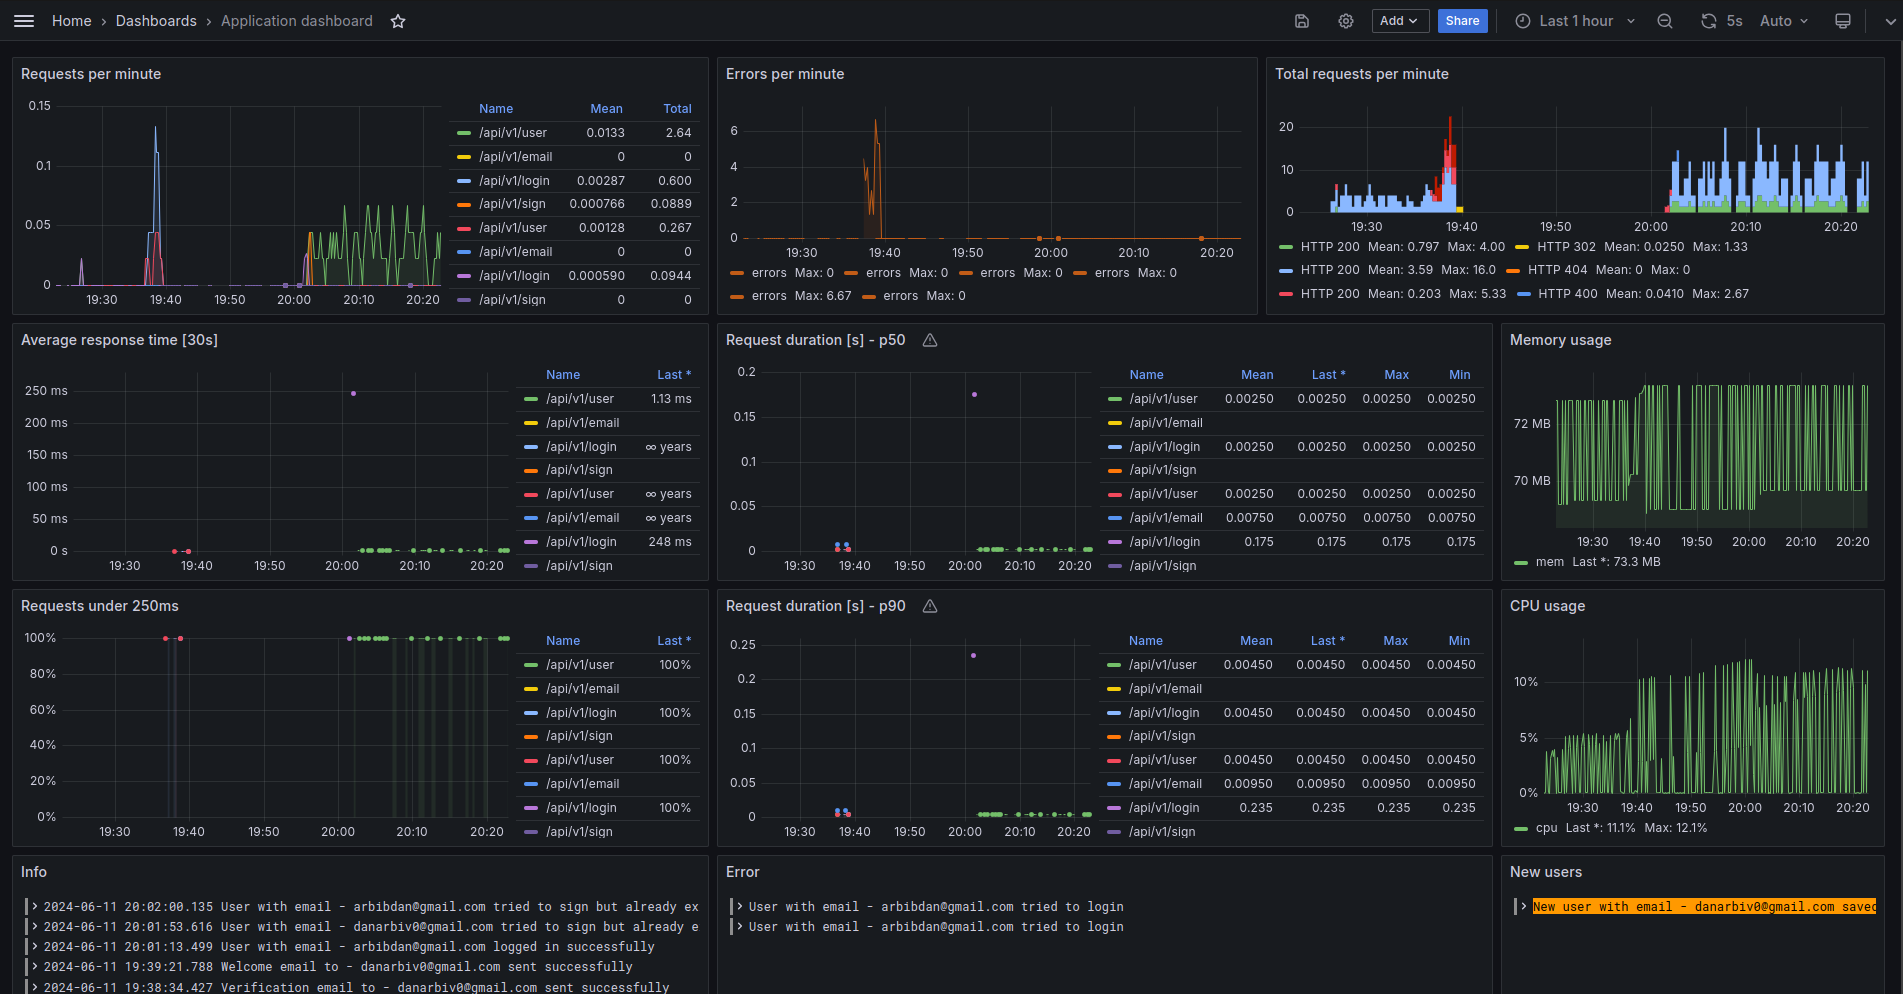 Home › Dashboards › Application dashboard
Add
Share
Last 1 hour
5s
Auto
Requests per minute
0.15
0.1
0.05
0
19:30 19:40 19:50 20:00 20:10 20:20
Name Mean Total
/api/v1/user 0.0133 2.64
/api/v1/email 0 0
/api/v1/login 0.00287 0.600
/api/v1/sign 0.000766 0.0889
/api/v1/user 0.00128 0.267
/api/v1/email 0 0
/api/v1/login 0.000590 0.0944
/api/v1/sign 0 0
Errors per minute
6
4
2
0
19:30 19:40 19:50 20:00 20:10 20:20
errors Max: 0 errors Max: 0 errors Max: 0 errors Max: 0
errors Max: 6.67 errors Max: 0
Total requests per minute
20
10
0
19:30 19:40 19:50 20:00 20:10 20:20
HTTP 200 Mean: 0.797 Max: 4.00 HTTP 302 Mean: 0.0250 Max: 1.33
HTTP 200 Mean: 3.59 Max: 16.0 HTTP 404 Mean: 0 Max: 0
HTTP 200 Mean: 0.203 Max: 5.33 HTTP 400 Mean: 0.0410 Max: 2.67
Average response time [30s]
250 ms
200 ms
150 ms
100 ms
50 ms
0 s
19:30 19:40 19:50 20:00 20:10 20:20
Name Last *
/api/v1/user 1.13 ms
/api/v1/email
/api/v1/login ∞ years
/api/v1/sign
/api/v1/user ∞ years
/api/v1/email ∞ years
/api/v1/login 248 ms
/api/v1/sign
Request duration [s] - p50
0.2
0.15
0.1
0.05
0
19:30 19:40 19:50 20:00 20:10 20:20
Name Mean Last * Max Min
/api/v1/user 0.00250 0.00250 0.00250 0.00250
/api/v1/email
/api/v1/login 0.00250 0.00250 0.00250 0.00250
/api/v1/sign
/api/v1/user 0.00250 0.00250 0.00250 0.00250
/api/v1/email 0.00750 0.00750 0.00750 0.00750
/api/v1/login 0.175 0.175 0.175 0.175
/api/v1/sign
Memory usage
72 MB
70 MB
19:30 19:40 19:50 20:00 20:10 20:20
mem Last *: 73.3 MB
Requests under 250ms
100%
80%
60%
40%
20%
0%
19:30 19:40 19:50 20:00 20:10 20:20
Name Last *
/api/v1/user 100%
/api/v1/email
/api/v1/login 100%
/api/v1/sign
/api/v1/user 100%
/api/v1/email
/api/v1/login 100%
/api/v1/sign
Request duration [s] - p90
0.25
0.2
0.15
0.1
0.05
0
19:30 19:40 19:50 20:00 20:10 20:20
Name Mean Last * Max Min
/api/v1/user 0.00450 0.00450 0.00450 0.00450
/api/v1/email
/api/v1/login 0.00450 0.00450 0.00450 0.00450
/api/v1/sign
/api/v1/user 0.00450 0.00450 0.00450 0.00450
/api/v1/email 0.00950 0.00950 0.00950 0.00950
/api/v1/login 0.235 0.235 0.235 0.235
/api/v1/sign
CPU usage
10%
5%
0%
19:30 19:40 19:50 20:00 20:10 20:20
cpu Last *: 11.1% Max: 12.1%
Info
2024-06-11 20:02:00.135 User with email - arbibdan@gmail.com tried to sign but already ex
2024-06-11 20:01:53.616 User with email - danarbiv0@gmail.com tried to sign but already e
2024-06-11 20:01:13.499 User with email - arbibdan@gmail.com logged in successfully
2024-06-11 19:39:21.788 Welcome email to - danarbiv0@gmail.com sent successfully
2024-06-11 19:38:34.427 Verification email to - danarbiv0@gmail.com sent successfully
Error
User with email - arbibdan@gmail.com tried to login
User with email - arbibdan@gmail.com tried to login
New users
New user with email - danarbiv0@gmail.com saved